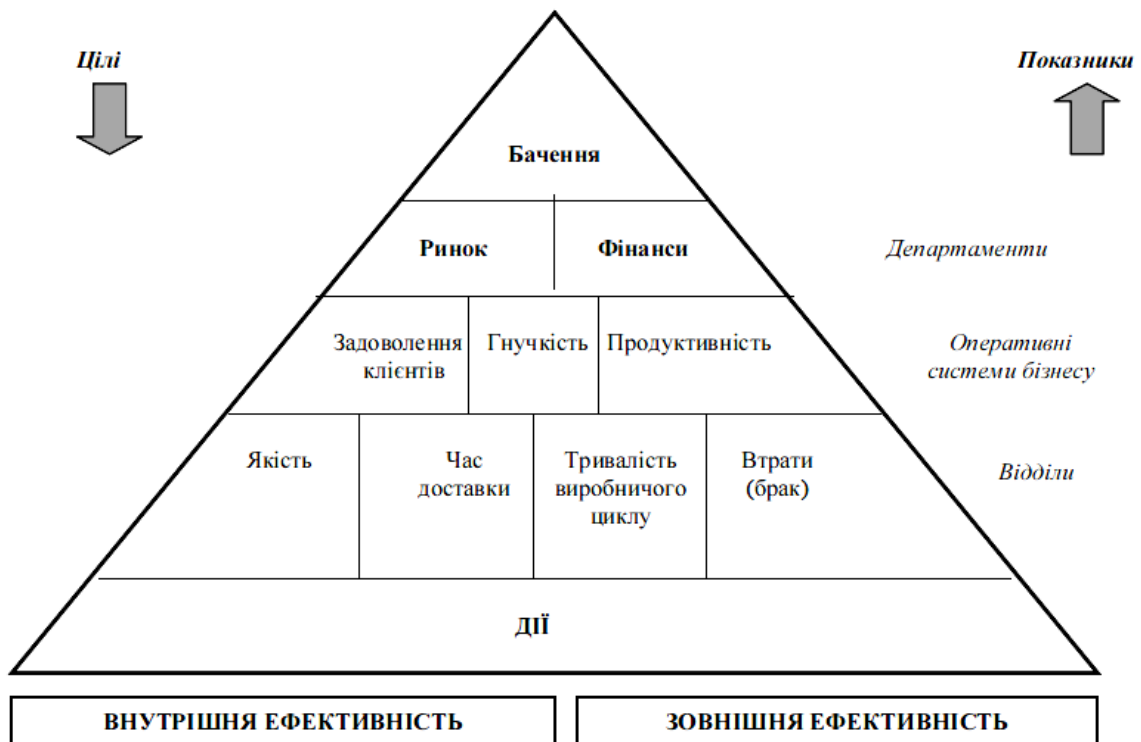 Цілі
Показники
Бачення
Ринок
Фінанси
Департаменти
Задоволення
клієнтів
Гнучкість
Продуктивність
Оперативні
системи бізнесу
Якість
Час
доставки
Тривалість
виробничого
циклу
Втрати
(брак)
Відділи
ДІЇ
ВНУТРІШНЯ ЕФЕКТИВНІСТЬ
ЗОВНІШНЯ ЕФЕКТИВНІСТЬ